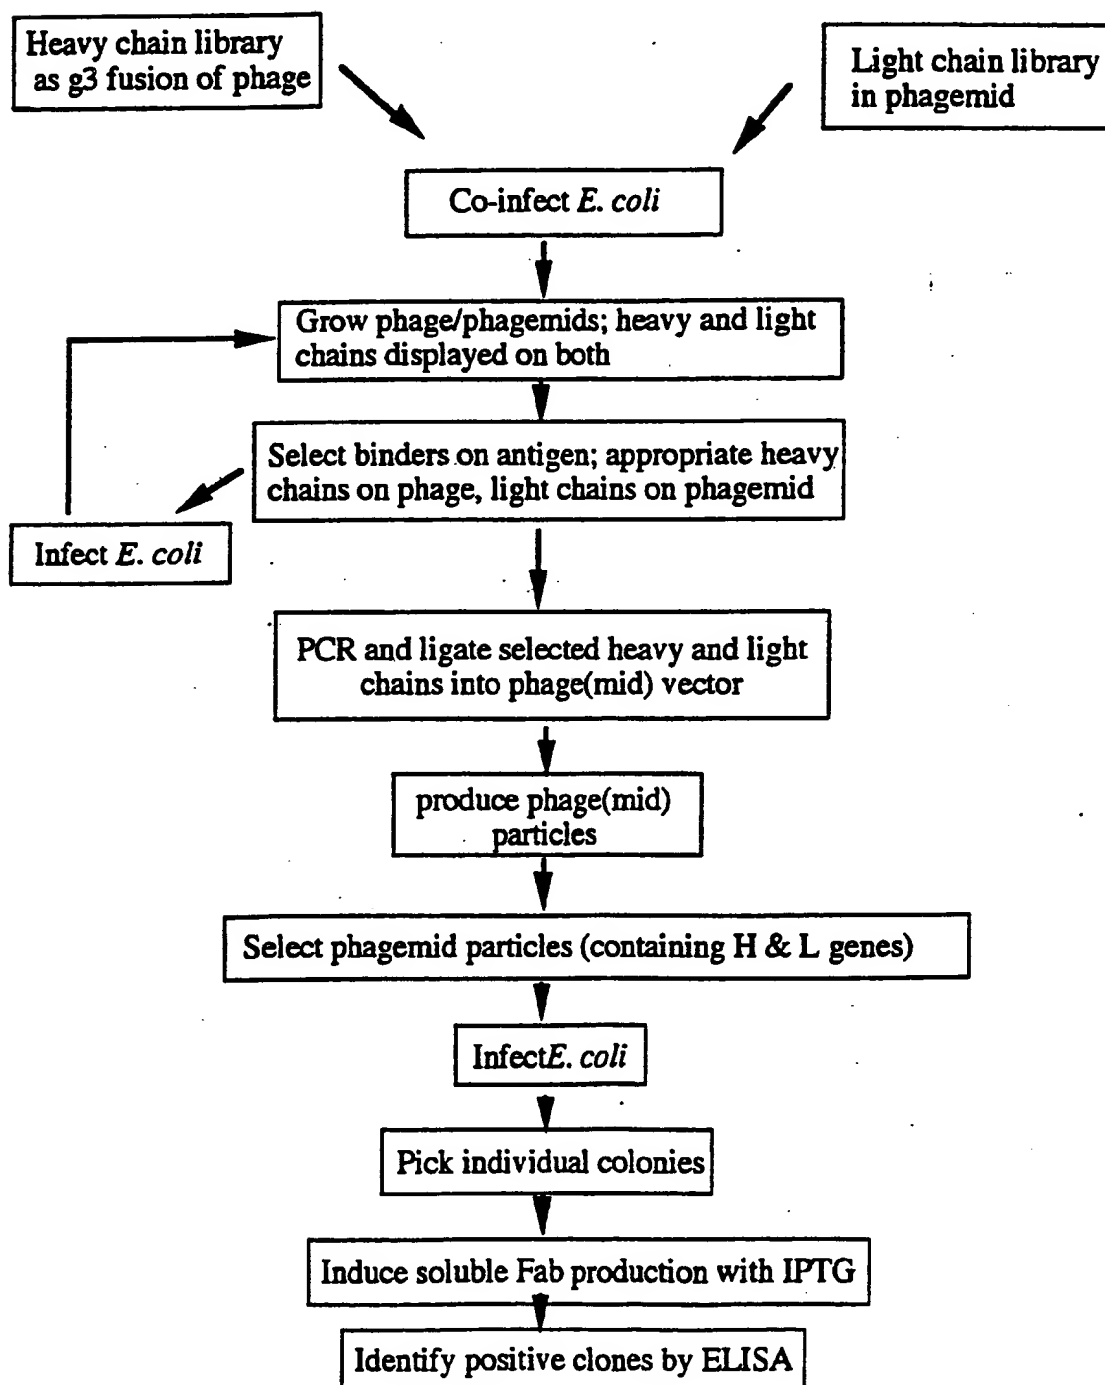 Heavy chain library
as g3 fusion of phage
Light chain library
in phagemid
Co-infect E. coli
Grow phage/phagemids; heavy and light
chains displayed on both
Select binders on antigen; appropriate heavy
chains on phage, light chains on phagemid
Infect E. coli
PCR and ligate selected heavy and light
chains into phage(mid) vector
produce phage(mid)
particles
Select phagemid particles (containing H & L genes)
InfectE. coli
Pick individual colonies
Induce soluble Fab production with IPTG
Identify positive clones by ELISA